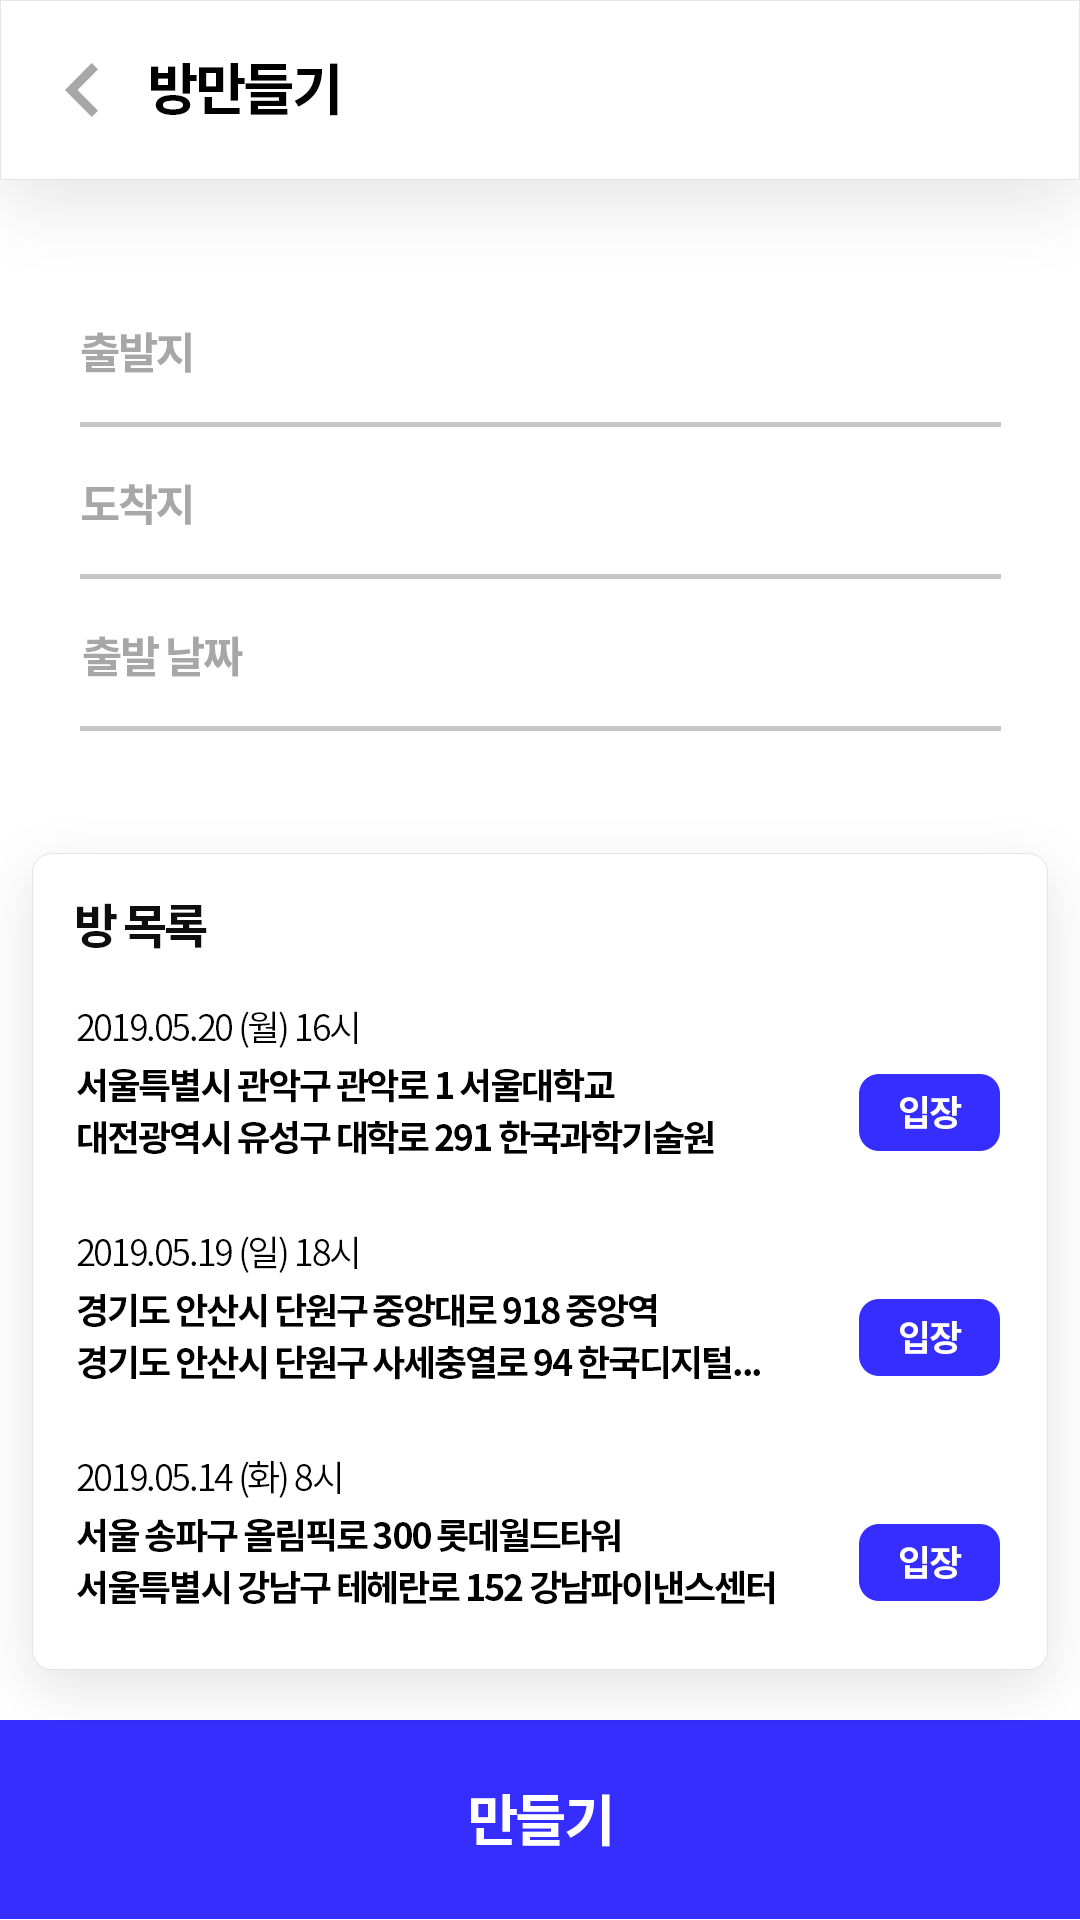 방만들기
출발지
도착지
출발 날짜
방 목록
2019.05.20 (월) 16시
서울특별시 관악구 관악로 1 서울대학교
대전광역시 유성구 대학로 291 한국과학기술원
입장
2019.05.19 (일) 18시
경기도 안산시 단원구 중앙대로 918 중앙역
경기도 안산시 단원구 사세충열로 94 한국디지털...
입장
2019.05.14 (화) 8시
서울 송파구 올림픽로 300 롯데월드타워
서울특별시 강남구 테헤란로 152 강남파이낸스센터
입장
만들기